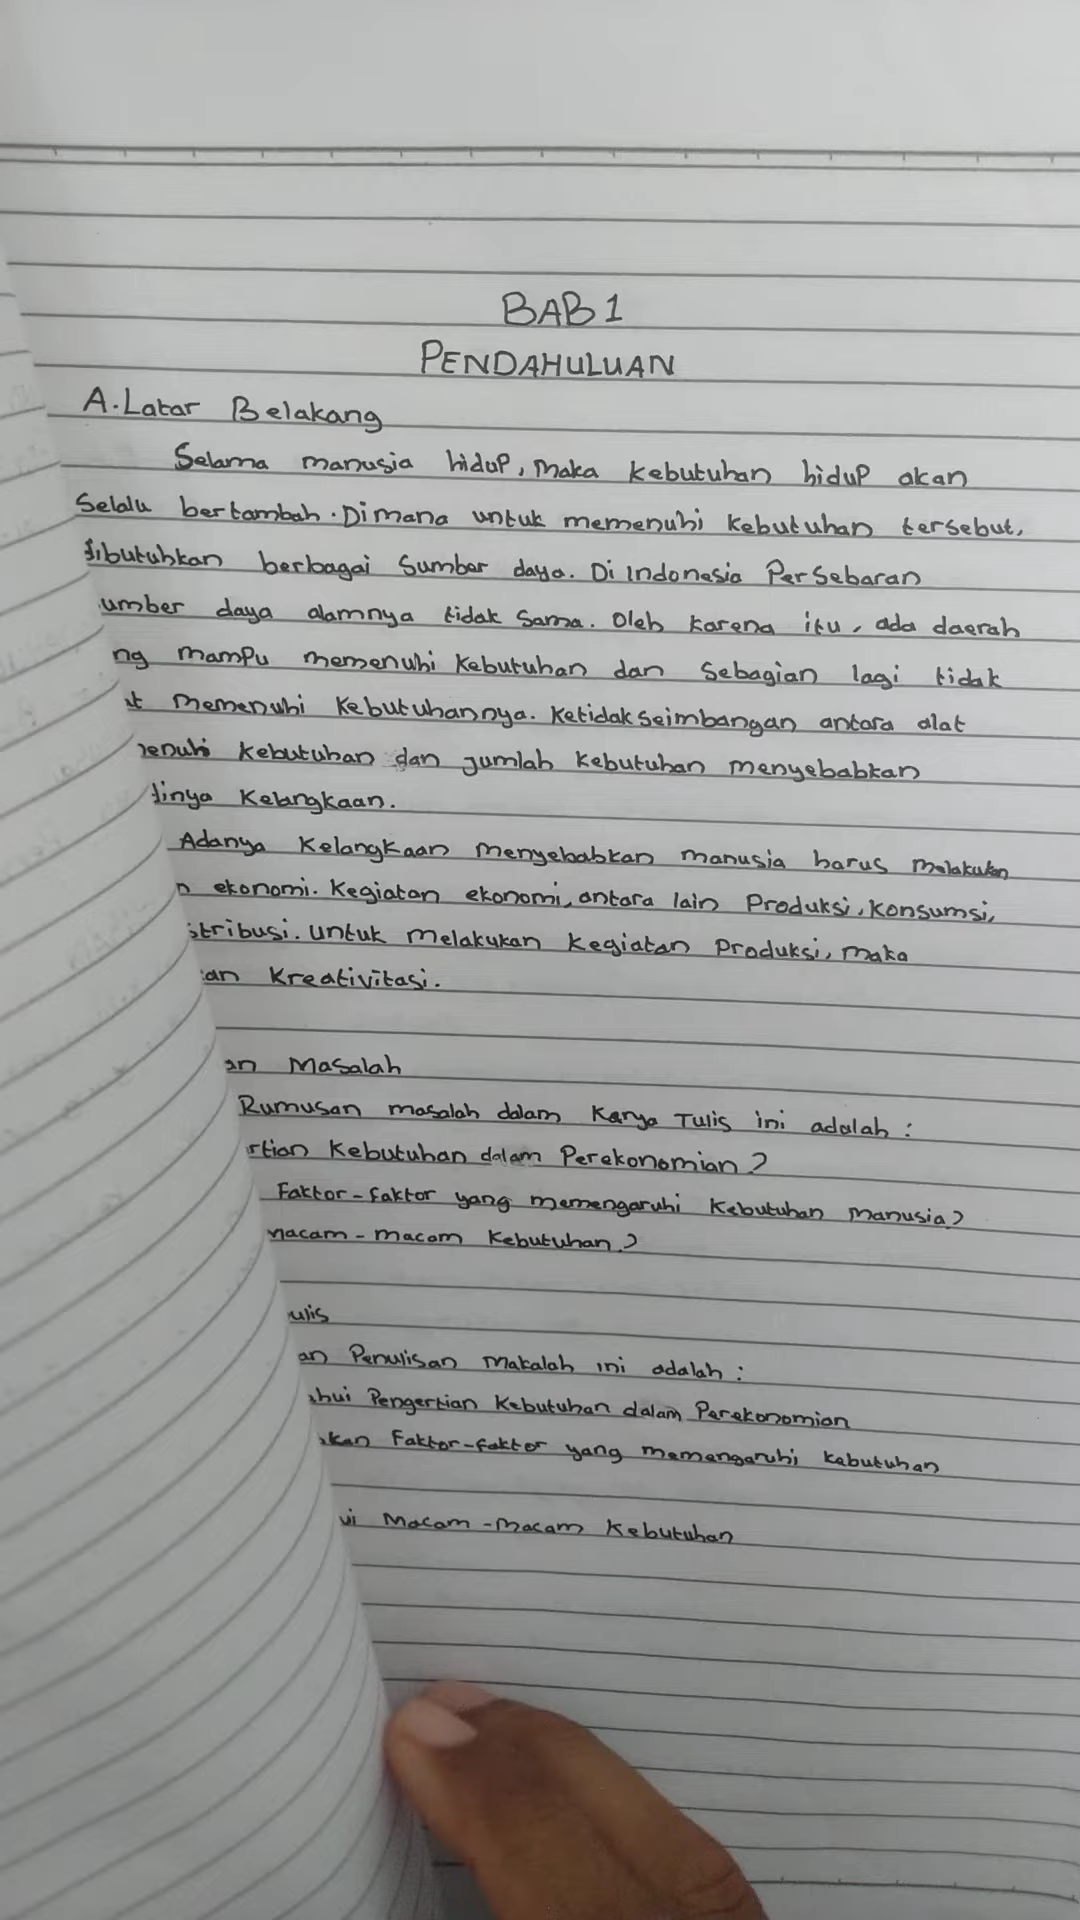 BAB 1
PENDAHULUAN
A. Latar Belakang
Selama manusia hidup, maka kebutuhan hidup akan
Selalu bertambah. Dimana untuk memenuhi kebutuhan tersebut,
dibutuhkan berbagai Sumber daya. Di Indonesia Persebaran
umber daya alamnya tidak sama. Oleh karena itu, ada daerah
ng mampu memenuhi kebutuhan dan sebagian lagi tidak
at memenuhi kebutuhannya. Ketidakseimbangan antara alat
enuhi kebutuhan dan jumlah kebutuhan menyebabkan
dinya Kelangkaan.
Adanya Kelangkaan menyebabkan manusia harus melakukan
n ekonomi. Kegiatan ekonomi, antara lain Produksi, Konsumsi,
stribusi. Untuk melakukan kegiatan Produksi, maka
an Kreativitasi.
an Masalah
Rumusan masalah dalam Karya Tulis ini adalah :
rtian Kebutuhan dalam Perekonomian ?
Faktor-faktor yang memengaruhi Kebutuhan Manusia ?
macam-macam Kebutuhan ?
ulis
an Penulisan Makalah ini adalah :
ahui Pengertian Kebutuhan dalam Perekonomian
kan Faktor-faktor yang memengaruhi kebutuhan
ui Macam-macam Kebutuhan